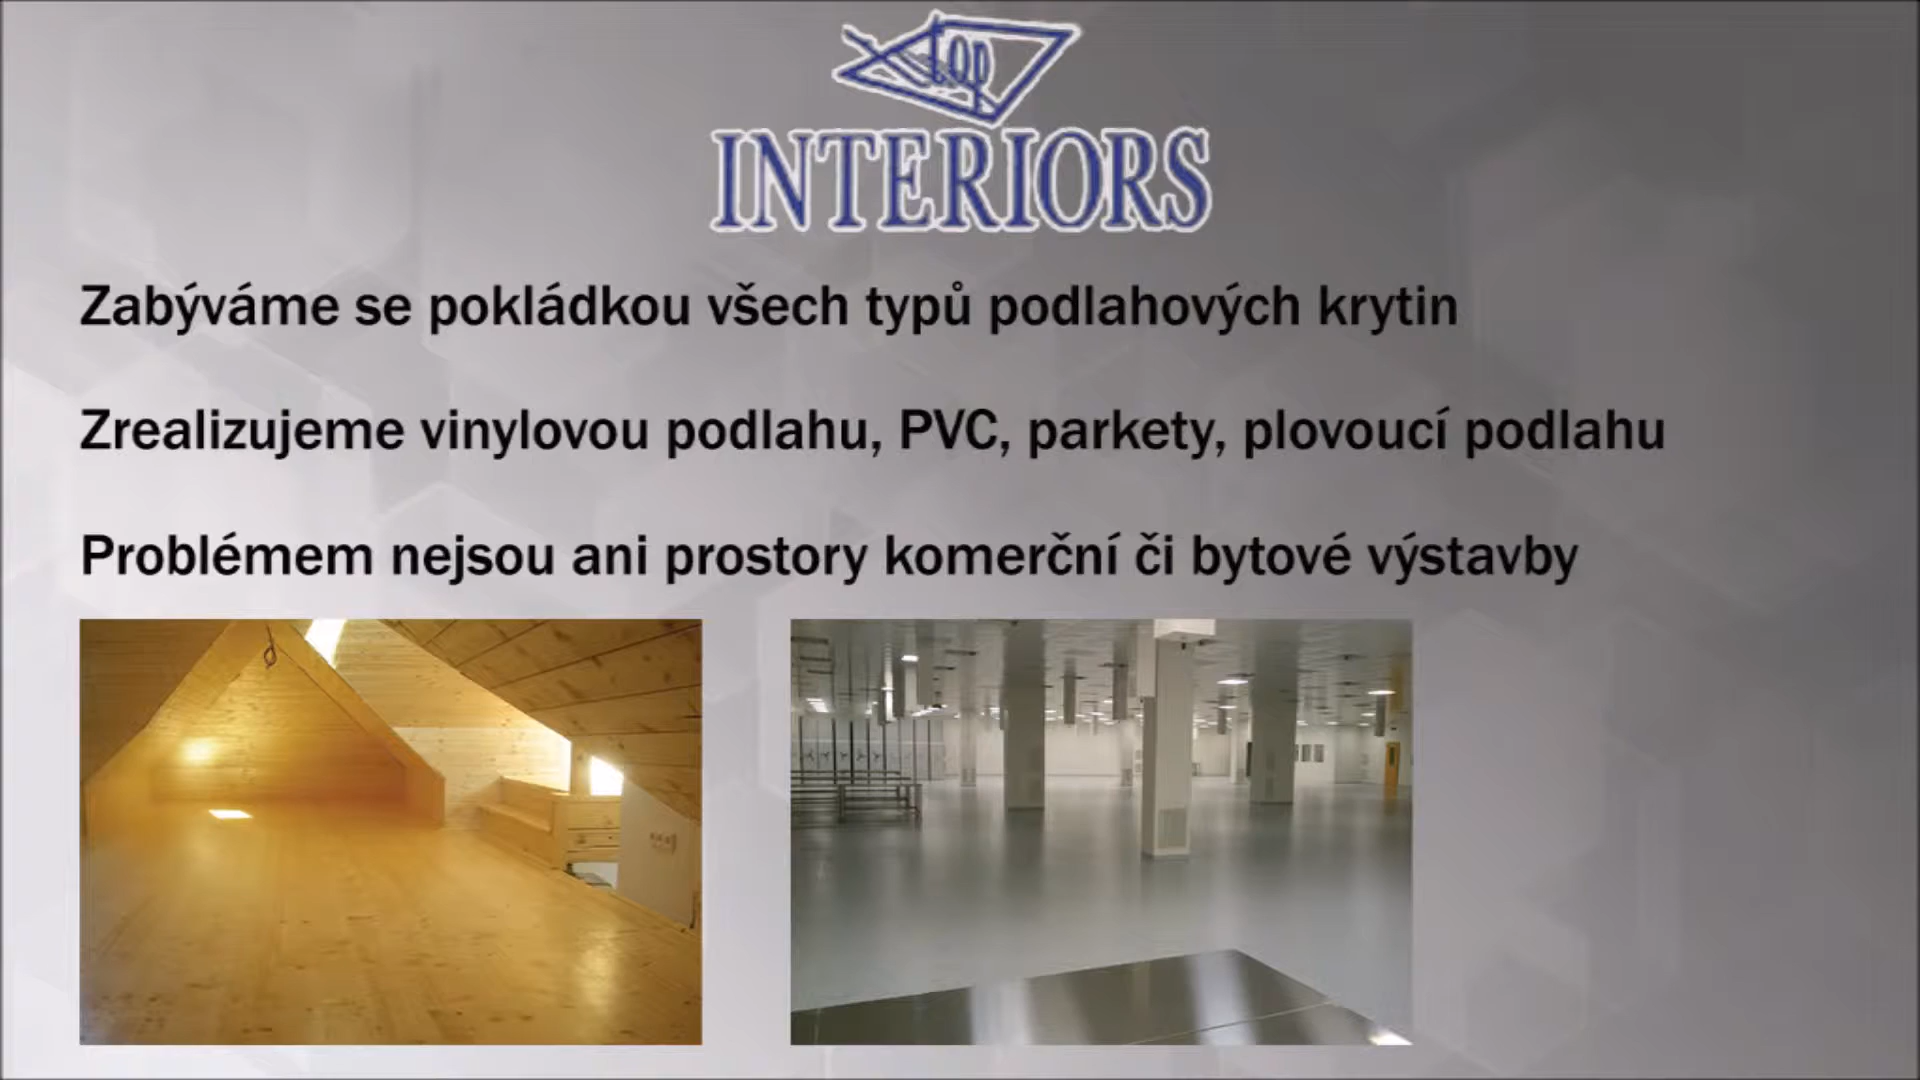 top
INTERIORS
Zabýváme se pokládkou všech typů podlahových krytin
Zrealizujeme vinylovou podlahu, PVC, parkety, plovoucí podlahu
Problémem nejsou ani prostory komerční či bytové výstavby